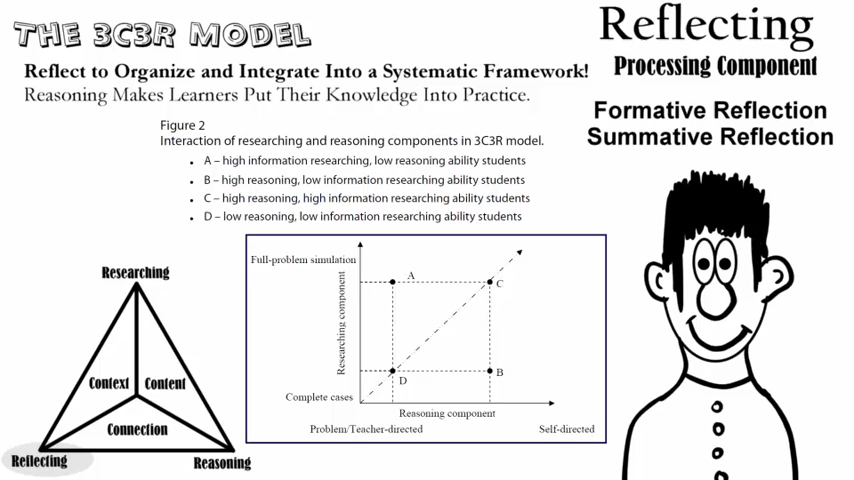 THE 3C3R MODEL
Reflecting
Processing Component
Reflect to Organize and Integrate Into a Systematic Framework!
Reasoning Makes Learners Put Their Knowledge Into Practice.
Formative Reflection
Summative Reflection
Figure 2
Interaction of researching and reasoning components in 3C3R model.
• A – high information researching, low reasoning ability students
• B – high reasoning, low information researching ability students
• C – high reasoning, high information researching ability students
• D – low reasoning, low information researching ability students
Full-problem simulation
Researching component
Complete cases
A
C
D
B
Reasoning component
Problem/Teacher-directed
Self-directed
Researching
Context
Content
Connection
Reflecting
Reasoning